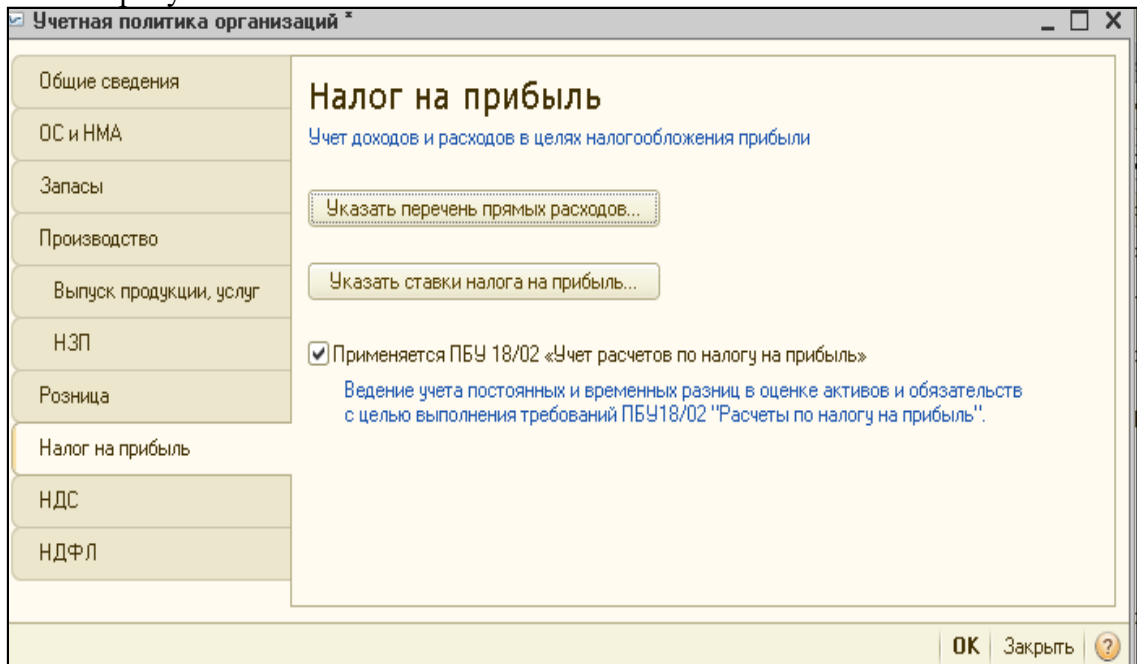 Учетная политика организаций *
Общие сведения
ОС и НМА
Запасы
Производство
Выпуск продукции, услуг
НЗП
Розница
Налог на прибыль
НДС
НДФЛ
Налог на прибыль
Учет доходов и расходов в целях налогообложения прибыли
Указать перечень прямых расходов...
Указать ставки налога на прибыль...
Применяется ПБУ 18/02 «Учет расчетов по налогу на прибыль»
Ведение учета постоянных и временных разниц в оценке активов и обязательств
с целью выполнения требований ПБУ18/02 "Расчеты по налогу на прибыль".
OK Закрыть ?